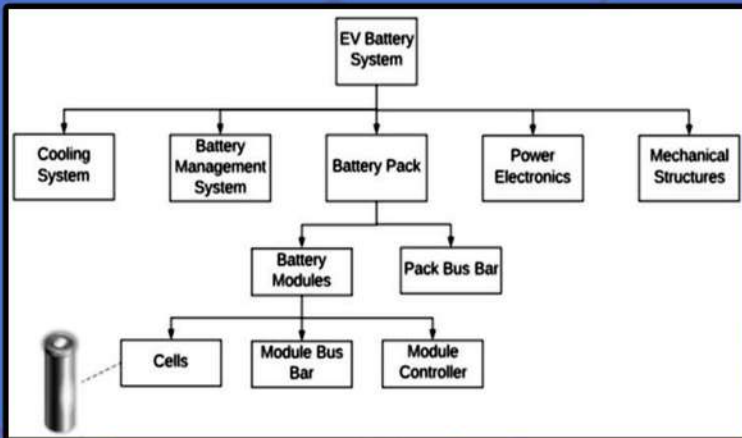 EV Battery
System
Cooling
System
Battery
Management
System
Battery Pack
Power
Electronics
Mechanical
Structures
Battery
Modules
Pack Bus Bar
Cells
Module Bus
Bar
Module
Controller